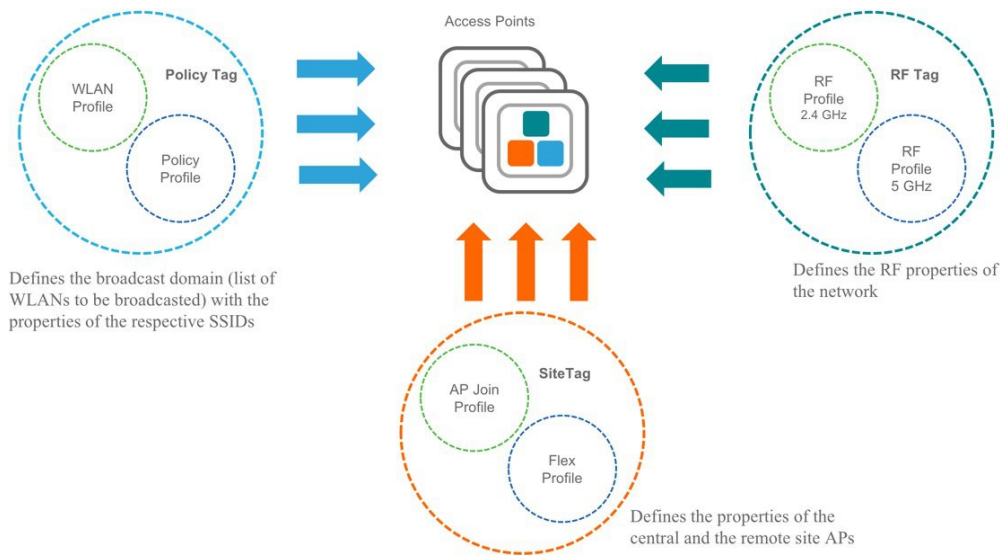 Access Points
Policy Tag
WLAN
Profile
Policy
Profile
Defines the broadcast domain (list of
WLANs to be broadcasted) with the
properties of the respective SSIDs
RF Tag
RF
Profile
2.4 GHz
RF
Profile
5 GHz
Defines the RF properties of
the network
SiteTag
AP Join
Profile
Flex
Profile
Defines the properties of the
central and the remote site APs